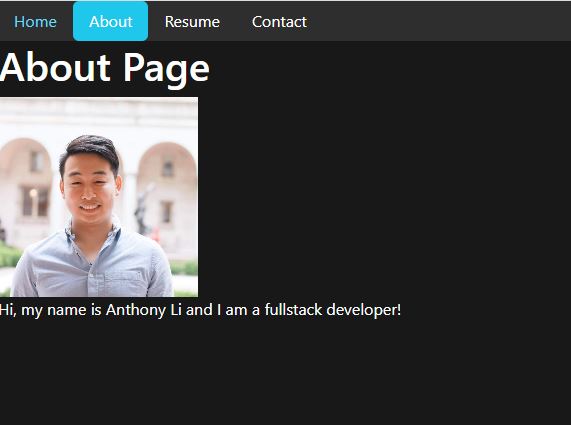 Home About Resume Contact
About Page
Hi, my name is Anthony Li and I am a fullstack developer!